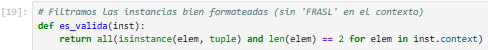 [19]: # Filtramos las instancias bien formateadas (sin 'FRASL' en el contexto)
def es_valida(inst):
return all(isinstance(elem, tuple) and len(elem) == 2 for elem in inst.context)